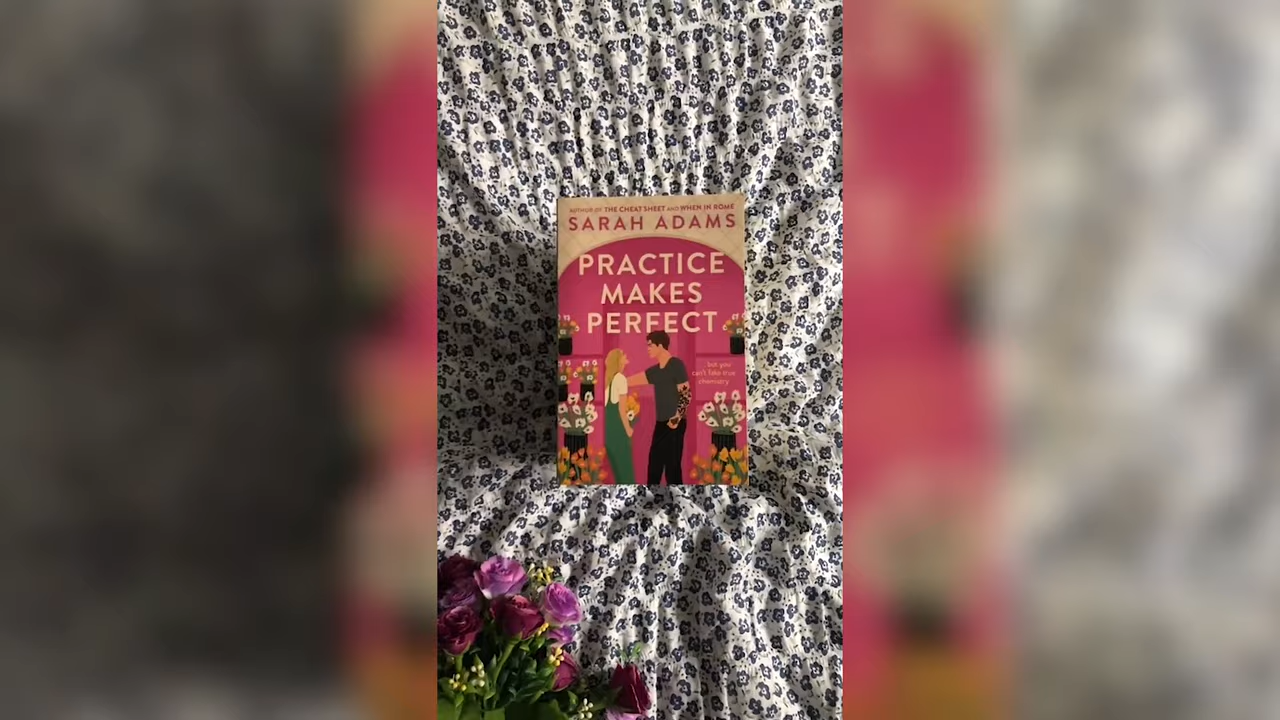 AUTHOR OF THE CHEAT SHEET AND WHEN IN ROME
SARAH ADAMS
PRACTICE
MAKES
PERFECT
...but you
can't fake true
chemistry